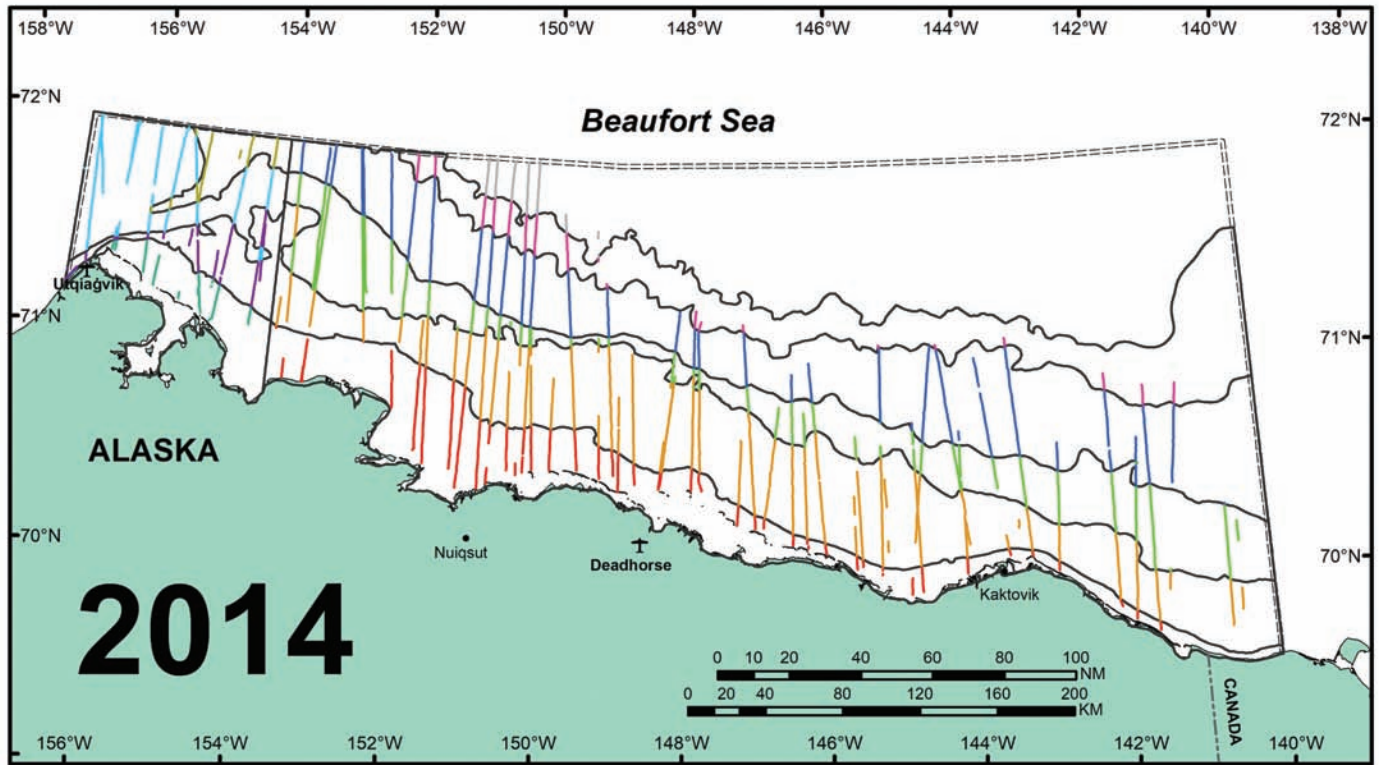 158°W 156°W 154°W 152°W 150°W 148°W 146°W 144°W 142°W 140°W 138°W
72°N 72°N
Beaufort Sea
Utqiaġvik
71°N 71°N
ALASKA
70°N 70°N
Nuiqsut
Deadhorse
Kaktovik
2014
0 10 20 40 60 80 100
NM
0 20 40 80 120 160 200
KM
CANADA
156°W 154°W 152°W 150°W 148°W 146°W 144°W 142°W 140°W